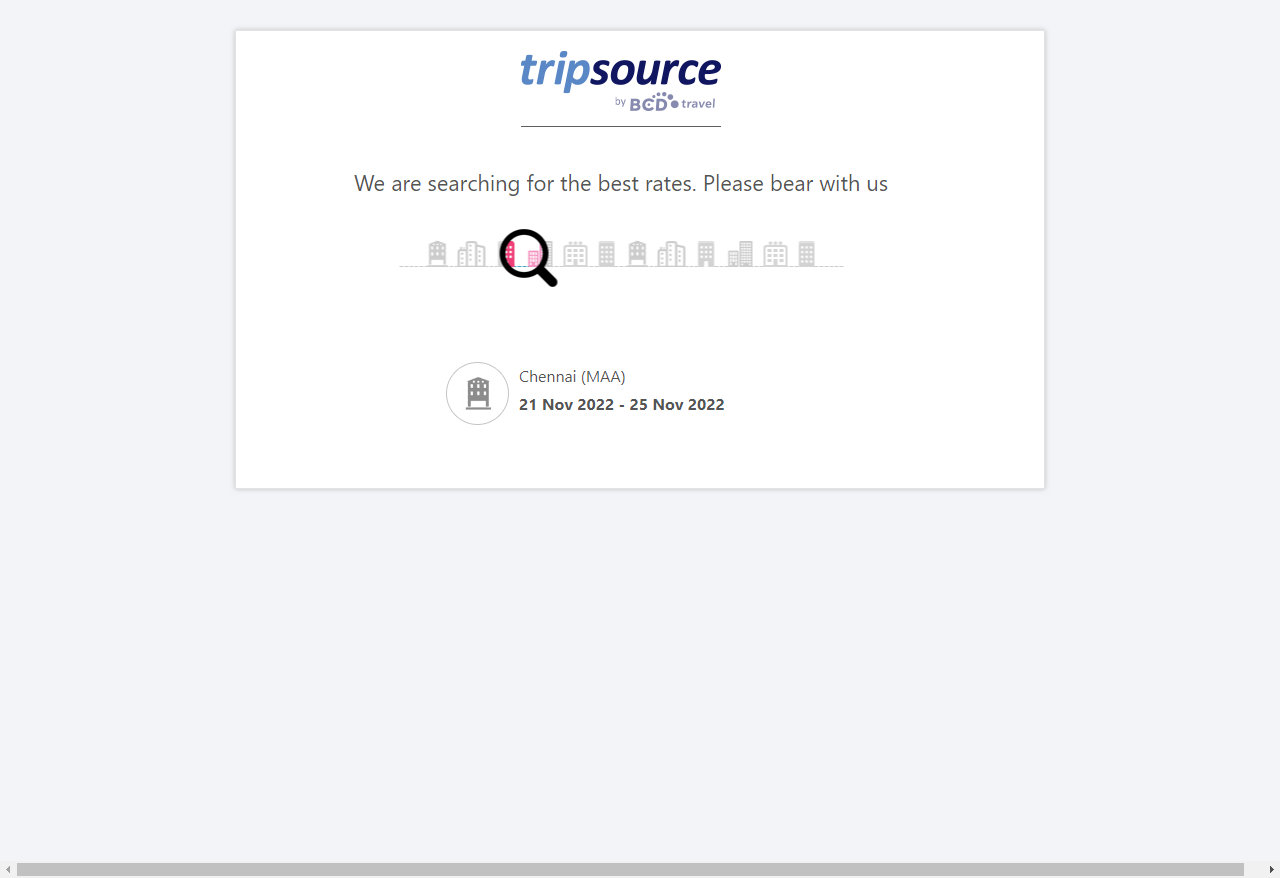 tripsource
by BCD travel
We are searching for the best rates. Please bear with us
Chennai (MAA)
21 Nov 2022 - 25 Nov 2022